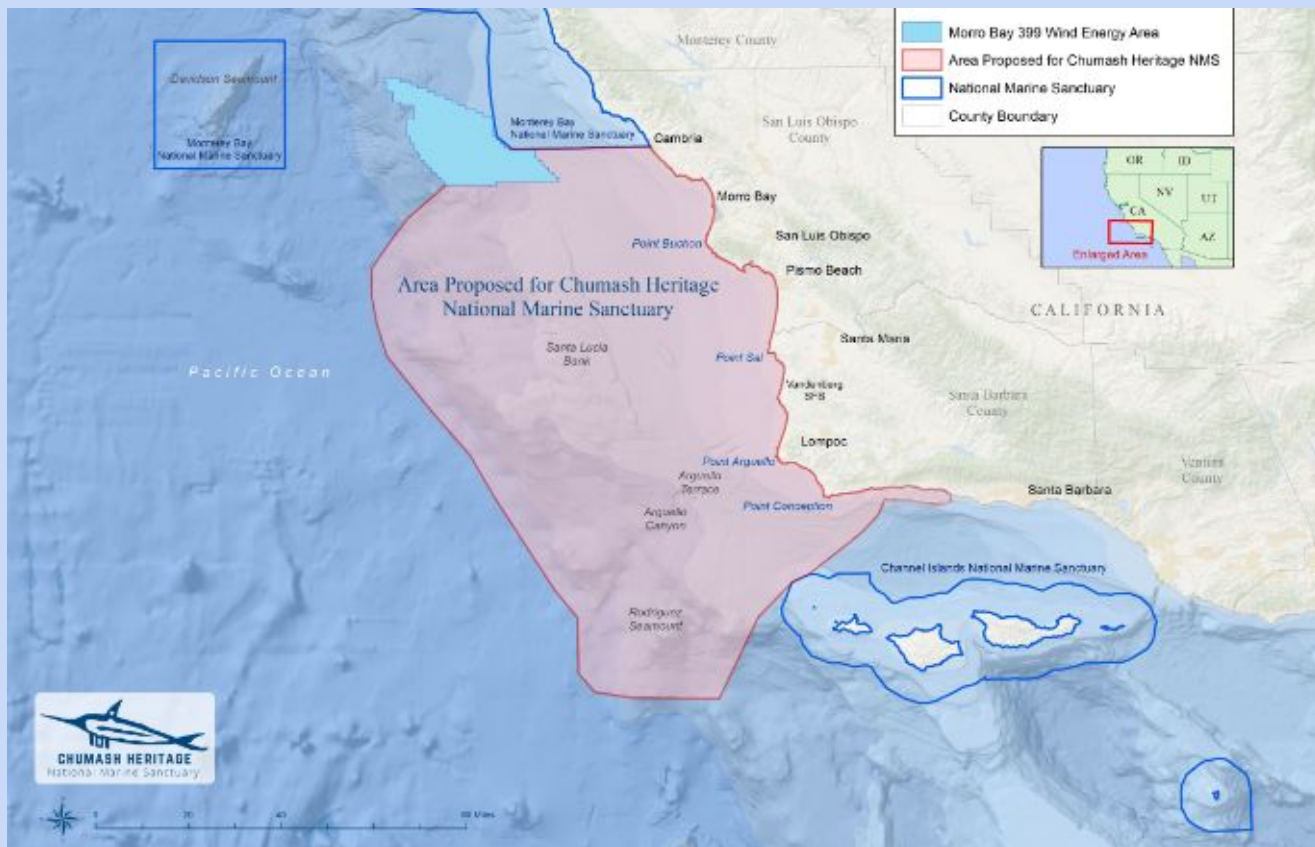 Morro Bay 399 Wind Energy Area
Area Proposed for Chumash Heritage NMS
National Marine Sanctuary
County Boundary
Monterey County
Davidson Seamount
Monterey Bay
National Marine Sanctuary
Monterey Bay
National Marine Sanctuary
Cambria
San Luis Obispo
County
OR
ID
NV
UT
CA
AZ
Enlarged Area
Morro Bay
Point Buchon
San Luis Obispo
Pismo Beach
Area Proposed for Chumash Heritage
National Marine Sanctuary
CALIFORNIA
Santa Lucia
Bank
Point Sal
Santa Maria
Pacific Ocean
Vandenberg
SFB
Santa Barbara
County
Lompoc
Point Arguello
Arguello
Terrace
Ventura
County
Santa Barbara
Point Conception
Arguello
Canyon
Channel Islands National Marine Sanctuary
Rodriguez
Seamount
CHUMASH HERITAGE
National Marine Sanctuary
0
20
40
80 Miles